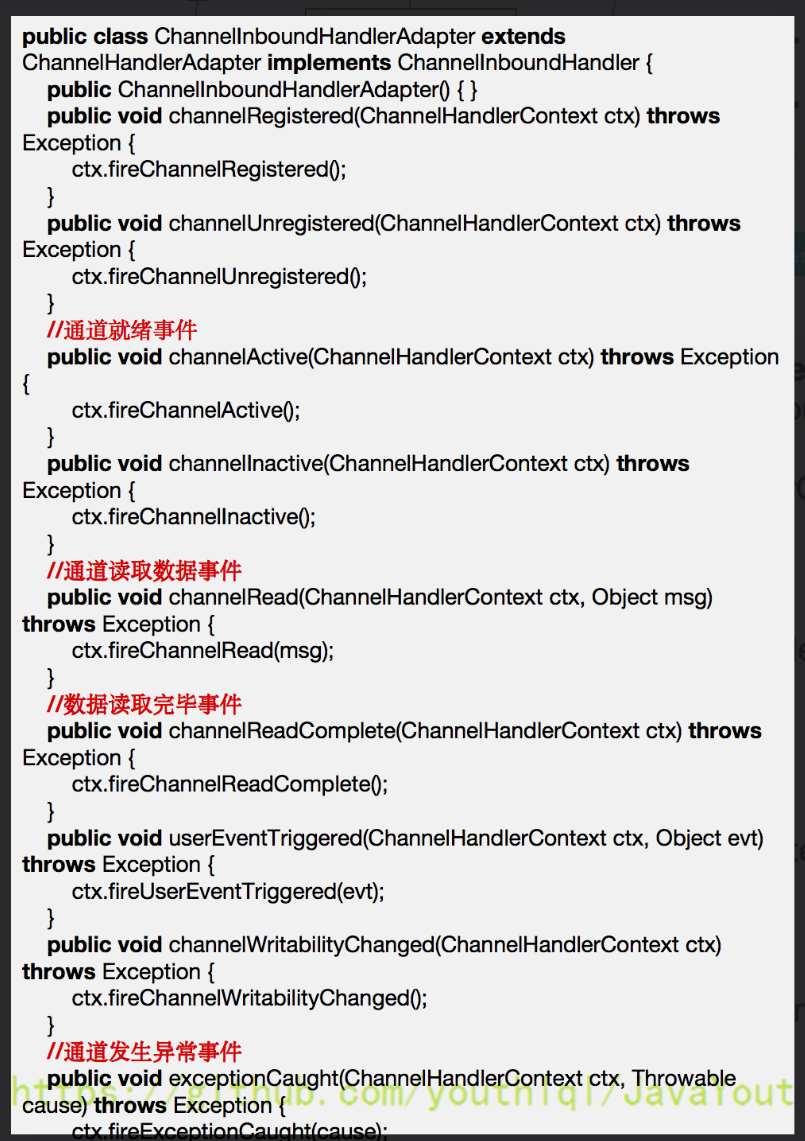 public class ChannelInboundHandlerAdapter extends
ChannelHandlerAdapter implements ChannelInboundHandler {
public ChannelInboundHandlerAdapter() { }
public void channelRegistered(ChannelHandlerContext ctx) throws
Exception {
ctx.fireChannelRegistered();
}
public void channelUnregistered(ChannelHandlerContext ctx) throws
Exception {
ctx.fireChannelUnregistered();
}
//通道就绪事件
public void channelActive(ChannelHandlerContext ctx) throws Exception
{
ctx.fireChannelActive();
}
public void channelInactive(ChannelHandlerContext ctx) throws
Exception {
ctx.fireChannelInactive();
}
//通道读取数据事件
public void channelRead(ChannelHandlerContext ctx, Object msg)
throws Exception {
ctx.fireChannelRead(msg);
}
//数据读取完毕事件
public void channelReadComplete(ChannelHandlerContext ctx) throws
Exception {
ctx.fireChannelReadComplete();
}
public void userEventTriggered(ChannelHandlerContext ctx, Object evt)
throws Exception {
ctx.fireUserEventTriggered(evt);
}
public void channelWritabilityChanged(ChannelHandlerContext ctx)
throws Exception {
ctx.fireChannelWritabilityChanged();
}
//通道发生异常事件
public void exceptionCaught(ChannelHandlerContext ctx, Throwable
https://github.com/youthlql/JavaYout
cause) throws Exception {
ctx.fireExceptionCaught(cause);